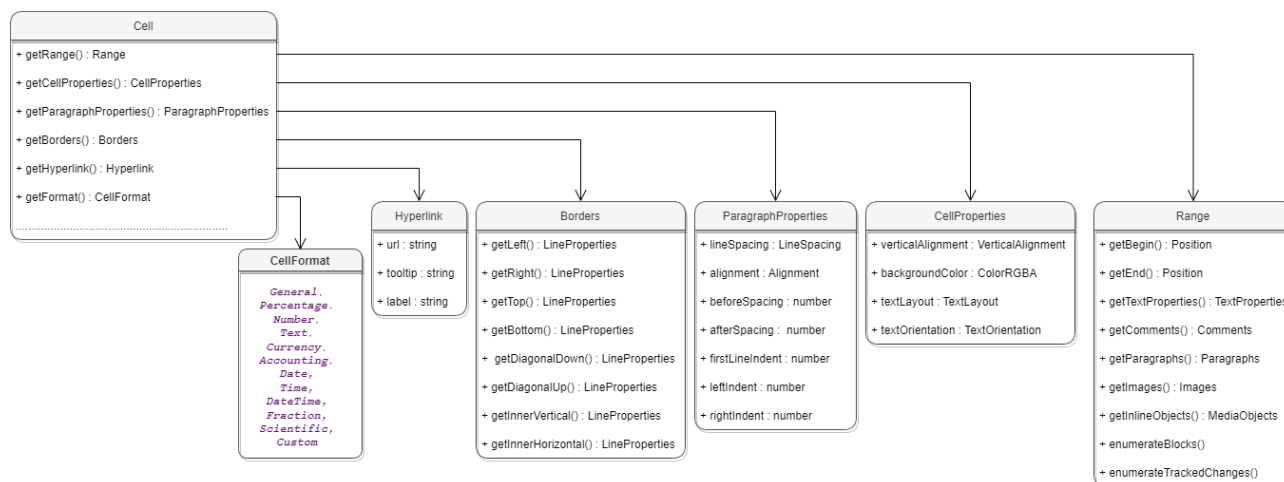 Cell
+ getRange() : Range
+ getCellProperties() : CellProperties
+ getParagraphProperties() : ParagraphProperties
+ getBorders() : Borders
+ getHyperlink() : Hyperlink
+ getFormat() : CellFormat
CellFormat
General,
Percentage,
Number,
Text,
Currency,
Accounting,
Date,
Time,
DateTime,
Fraction,
Scientific,
Custom
Hyperlink
+ url : string
+ tooltip : string
+ label : string
Borders
+ getLeft() : LineProperties
+ getRight() : LineProperties
+ getTop() : LineProperties
+ getBottom() : LineProperties
+ getDiagonalDown() : LineProperties
+ getDiagonalUp() : LineProperties
+ getInnerVertical() : LineProperties
+ getInnerHorizontal() : LineProperties
ParagraphProperties
+ lineSpacing : LineSpacing
+ alignment : Alignment
+ beforeSpacing : number
+ afterSpacing : number
+ firstLineIndent : number
+ leftIndent : number
+ rightIndent : number
CellProperties
+ verticalAlignment : VerticalAlignment
+ backgroundColor : ColorRGBA
+ textLayout : TextLayout
+ textOrientation : TextOrientation
Range
+ getBegin() : Position
+ getEnd() : Position
+ getTextProperties() : TextProperties
+ getComments() : Comments
+ getParagraphs() : Paragraphs
+ getImages() : Images
+ getInlineObjects() : MediaObjects
+ enumerateBlocks()
+ enumerateTrackedChanges()